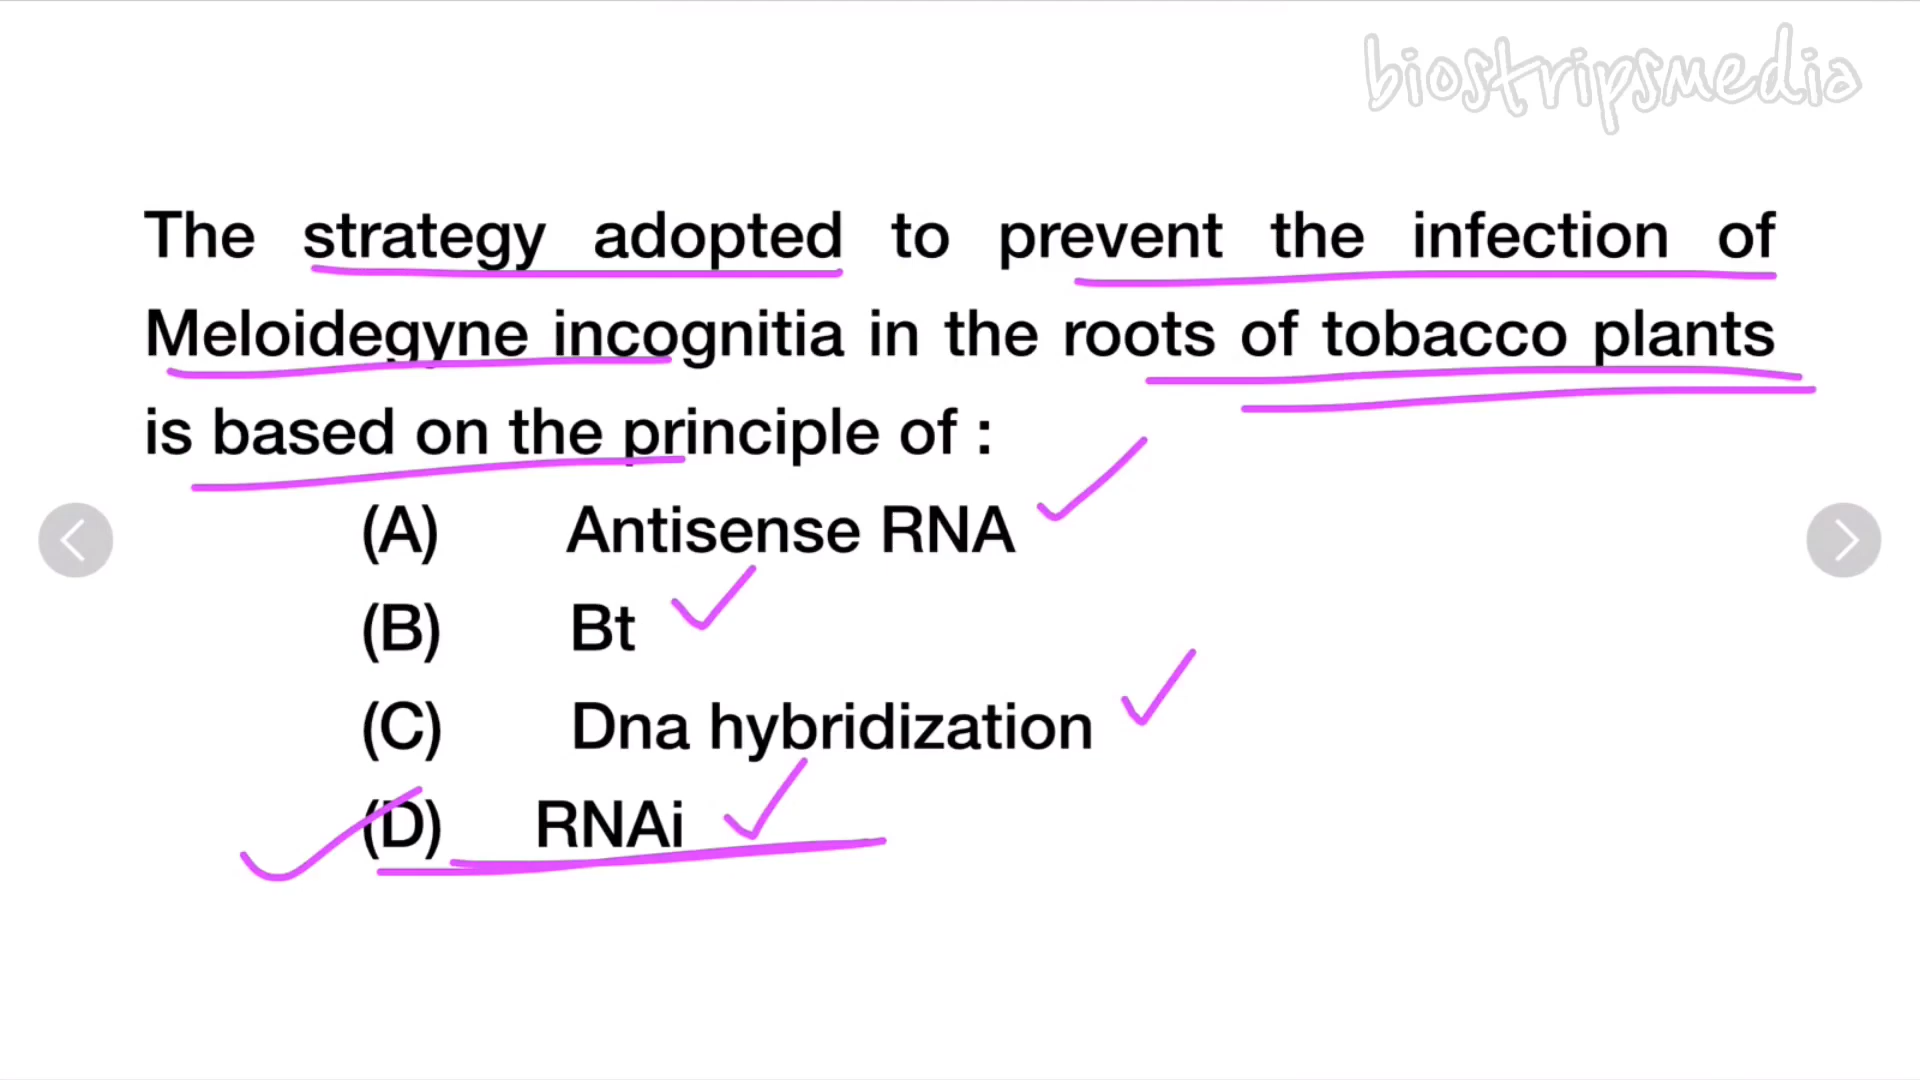 biostripsmedia
The strategy adopted to prevent the infection of
Meloidegyne incognitia in the roots of tobacco plants
is based on the principle of :
(A) Antisense RNA
(B) Bt
(C) Dna hybridization
(D) RNAi